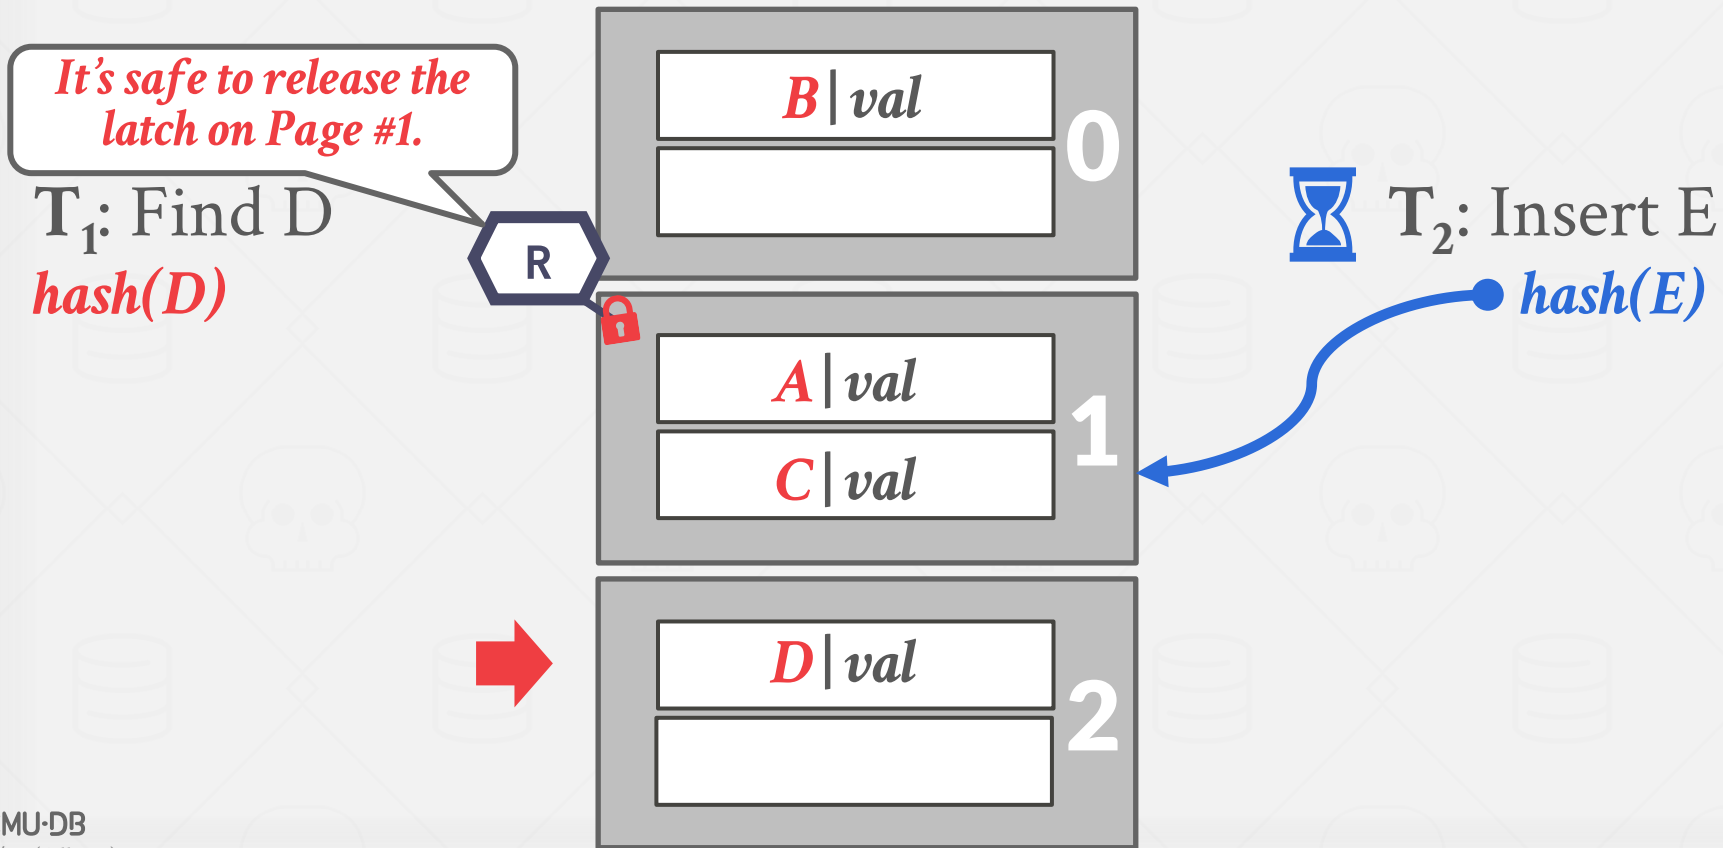 It's safe to release the
latch on Page #1.
T1: Find D
hash(D)
R
B|val
0
A|val
C|val
1
D|val
2
T2: Insert E
hash(E)
MU·DB